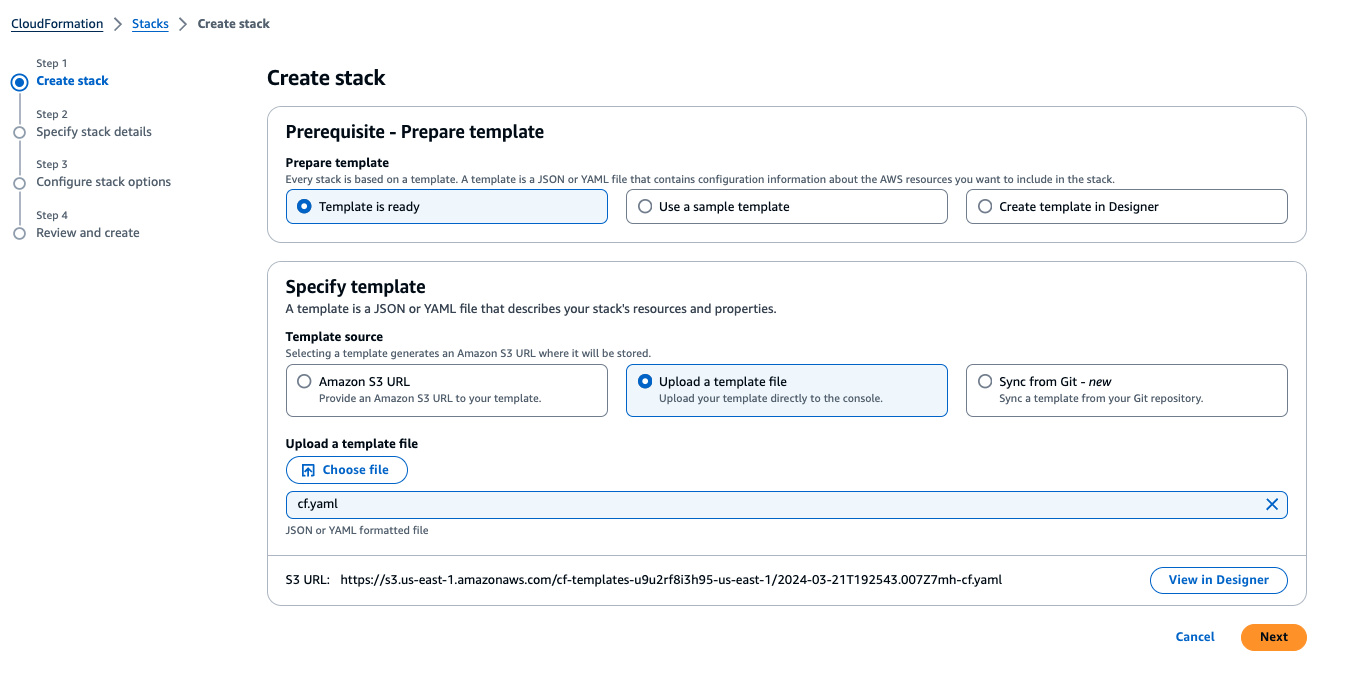 CloudFormation > Stacks > Create stack
Step 1
Create stack
Step 2
Specify stack details
Step 3
Configure stack options
Step 4
Review and create
Create stack
Prerequisite - Prepare template
Prepare template
Every stack is based on a template. A template is a JSON or YAML file that contains configuration information about the AWS resources you want to include in the stack.
Template is ready
Use a sample template
Create template in Designer
Specify template
A template is a JSON or YAML file that describes your stack's resources and properties.
Template source
Selecting a template generates an Amazon S3 URL where it will be stored.
Amazon S3 URL
Provide an Amazon S3 URL to your template.
Upload a template file
Upload your template directly to the console.
Sync from Git - new
Sync a template from your Git repository.
Upload a template file
Choose file
cf.yaml
JSON or YAML formatted file
S3 URL: https://s3.us-east-1.amazonaws.com/cf-templates-u9u2rf8i3h95-us-east-1/2024-03-21T192543.007Z7mh-cf.yaml
View in Designer
Cancel
Next